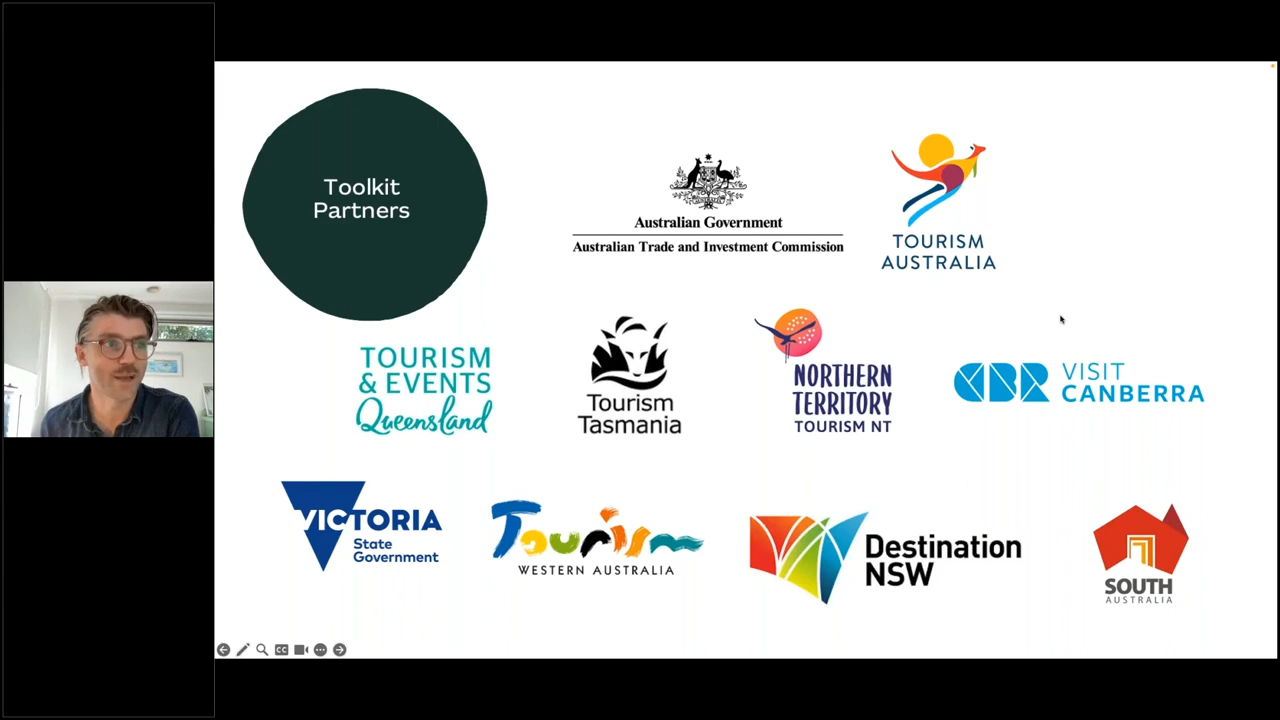 Toolkit
Partners
Australian Government
Australian Trade and Investment Commission
TOURISM
AUSTRALIA
TOURISM
& EVENTS
Queensland
Tourism
Tasmania
NORTHERN
TERRITORY
TOURISM NT
CBR VISIT
CANBERRA
VICTORIA
State
Government
Tourism
WESTERN AUSTRALIA
Destination
NSW
SOUTH
AUSTRALIA
CC